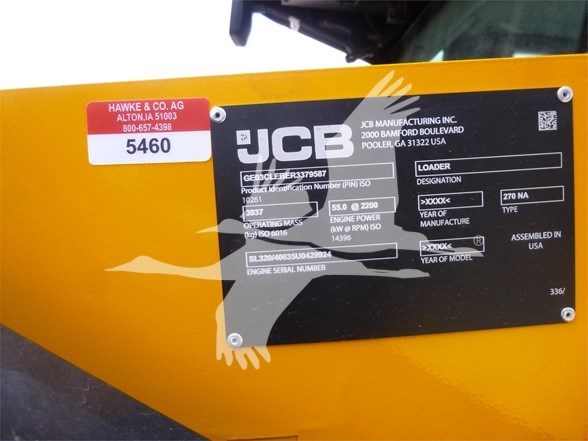 HAWKE & CO. AG
ALTON, IA 51003
800-657-4398
5460
JCB
JCB MANUFACTURING INC.
2000 BAMFORD BOULEVARD
POOLER, GA 31322 USA
GE03CLEBER3379587
Product Identification Number (PIN) ISO
10261
3037
OPERATING MASS
(kg) ISO 6016
55.0 @ 2200
ENGINE POWER
(kW @ RPM) ISO
14396
SL320/40635U0429924
ENGINE SERIAL NUMBER
LOADER
DESIGNATION
>XXXX<
YEAR OF
MANUFACTURE
270 NA
TYPE
>XXXX<
YEAR OF MODEL
®
ASSEMBLED IN
USA
336/